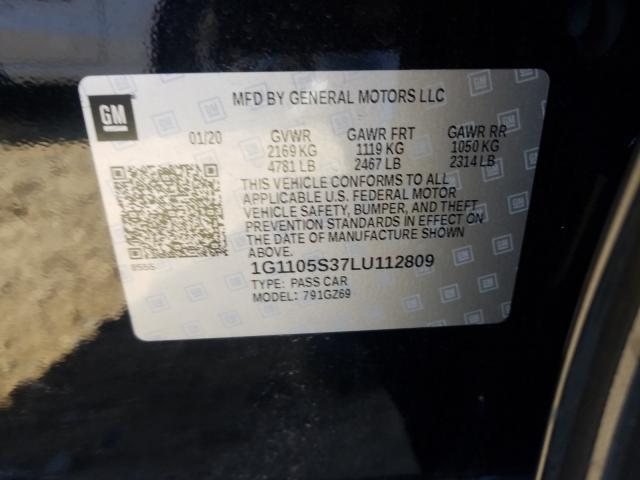 GM
MFD BY GENERAL MOTORS LLC
01/20 GVWR GAWR FRT GAWR RR
2169 KG 1119 KG 1050 KG
4781 LB 2467 LB 2314 LB
THIS VEHICLE CONFORMS TO ALL
APPLICABLE U.S. FEDERAL MOTOR
VEHICLE SAFETY, BUMPER, AND THEFT
PREVENTION STANDARDS IN EFFECT ON
THE DATE OF MANUFACTURE SHOWN
ABOVE.
1G1105S37LU112809
TYPE: PASS CAR
MODEL: 791GZ69